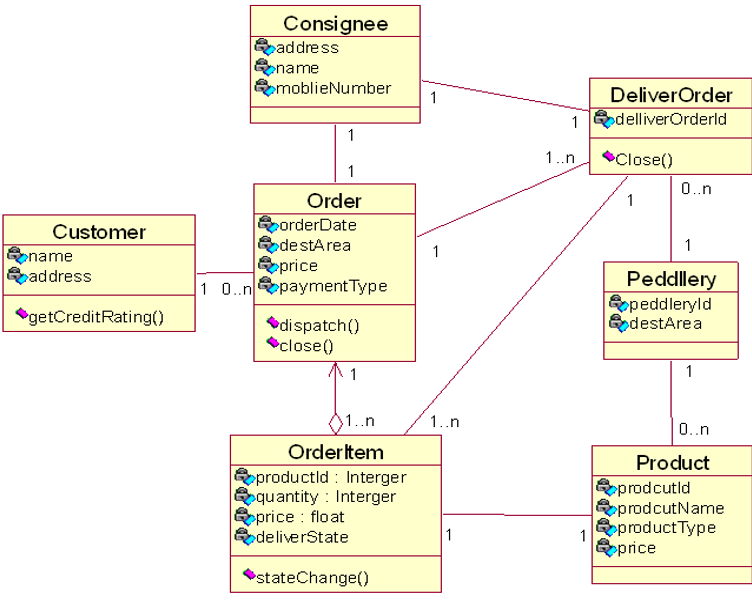 Consignee
address
name
moblieNumber
1
1
DeliverOrder
delliverOrderId
Close()
1
1
1..n
1
Order
orderDate
destArea
price
paymentType
dispatch()
close()
Customer
name
address
getCreditRating()
1
0..n
1
0..n
1
Peddllery
peddleryId
destArea
1
0..n
1
1..n
1
1..n
OrderItem
productId : Interger
quantity : Interger
price : float
deliverState
stateChange()
1
1
Product
prodcutId
prodcutName
productType
price